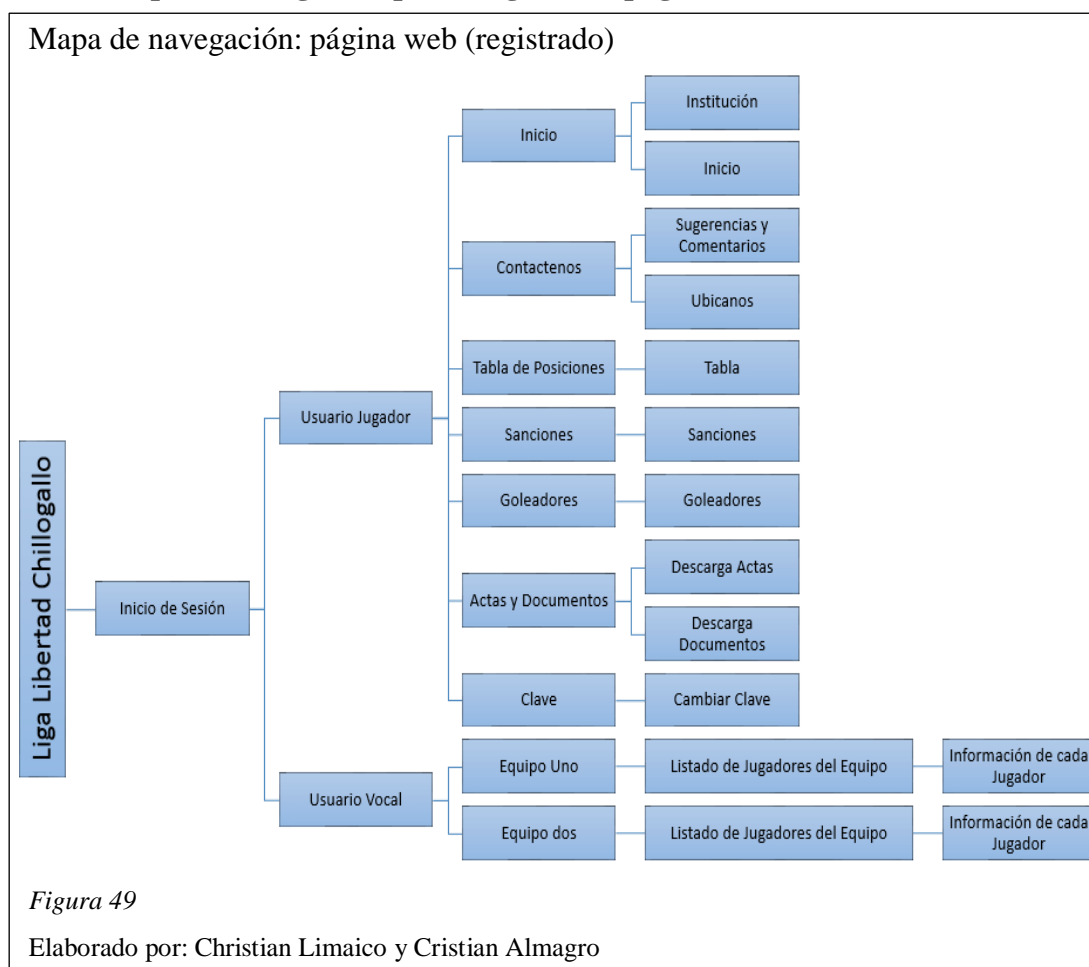 Mapa de navegación: página web (registrado)
Institución
Inicio
Inicio
Sugerencias y
Comentarios
Contactenos
Ubicanos
Tabla de Posiciones
Tabla
Usuario Jugador
Sanciones
Sanciones
Goleadores
Goleadores
Descarga Actas
Actas y Documentos
Descarga
Documentos
Clave
Cambiar Clave
Liga Libertad Chillogallo
Inicio de Sesión
Equipo Uno
Listado de Jugadores del Equipo
Información de cada
Jugador
Usuario Vocal
Equipo dos
Listado de Jugadores del Equipo
Información de cada
Jugador
Figura 49
Elaborado por: Christian Limaico y Cristian Almagro